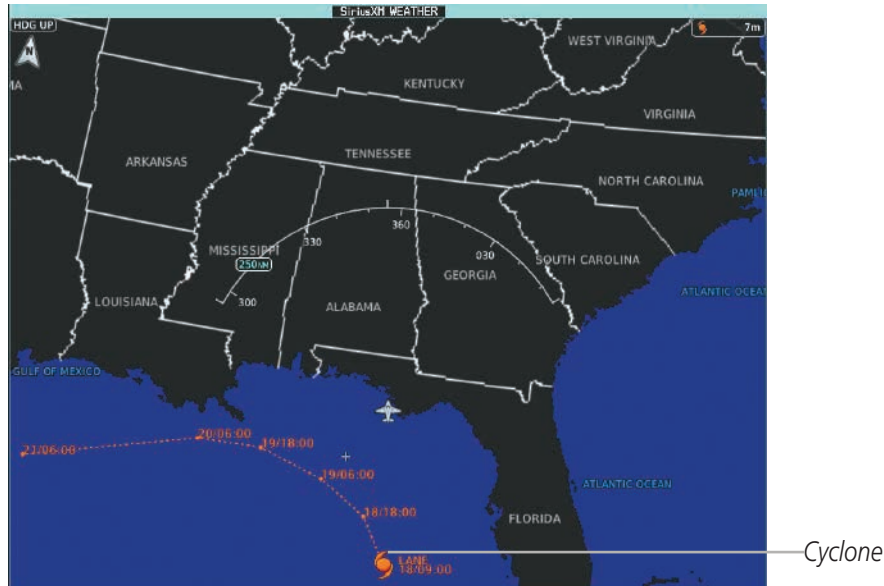 SiriusXM WEATHER
HDG UP
7m
N
WEST VIRGINIA
KENTUCKY
VIRGINIA
TENNESSEE
ARKANSAS
NORTH CAROLINA
PAMLI
360
330
030
MISSISSIPPI
250NM
SOUTH CAROLINA
GEORGIA
300
LOUISIANA
ALABAMA
ATLANTIC OCEAN
GULF OF MEXICO
20/06:00
19/18:00
21/06:00
19/06:00
ATLANTIC OCEAN
18/18:00
FLORIDA
Cyclone
LANE
18/09:00